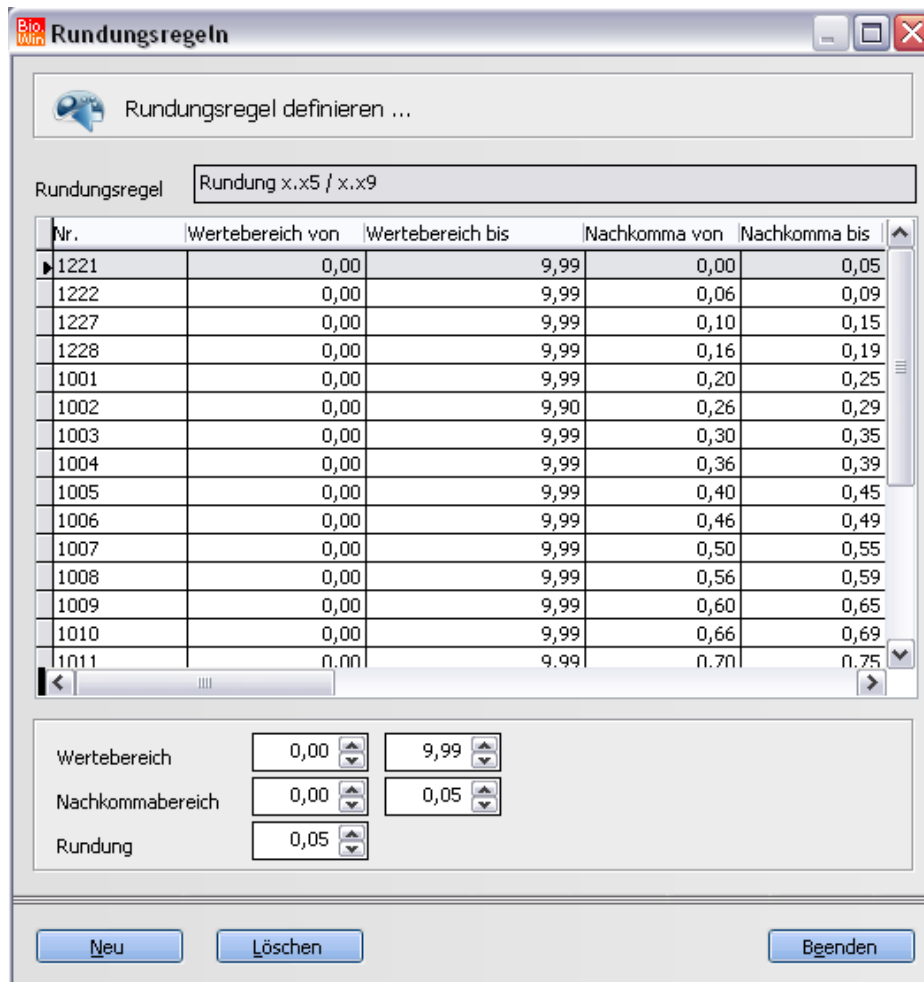 Bio Win Rundungsregeln
Rundungsregel definieren ...
Rundungsregel Rundung x.x5 / x.x9
Nr. Wertebereich von Wertebereich bis Nachkomma von Nachkomma bis
1221 0,00 9,99 0,00 0,05
1222 0,00 9,99 0,06 0,09
1227 0,00 9,99 0,10 0,15
1228 0,00 9,99 0,16 0,19
1001 0,00 9,99 0,20 0,25
1002 0,00 9,90 0,26 0,29
1003 0,00 9,99 0,30 0,35
1004 0,00 9,99 0,36 0,39
1005 0,00 9,99 0,40 0,45
1006 0,00 9,99 0,46 0,49
1007 0,00 9,99 0,50 0,55
1008 0,00 9,99 0,56 0,59
1009 0,00 9,99 0,60 0,65
1010 0,00 9,99 0,66 0,69
1011 0,00 9,99 0,70 0,75
Wertebereich 0,00 9,99
Nachkommabereich 0,00 0,05
Rundung 0,05
Neu Löschen Beenden